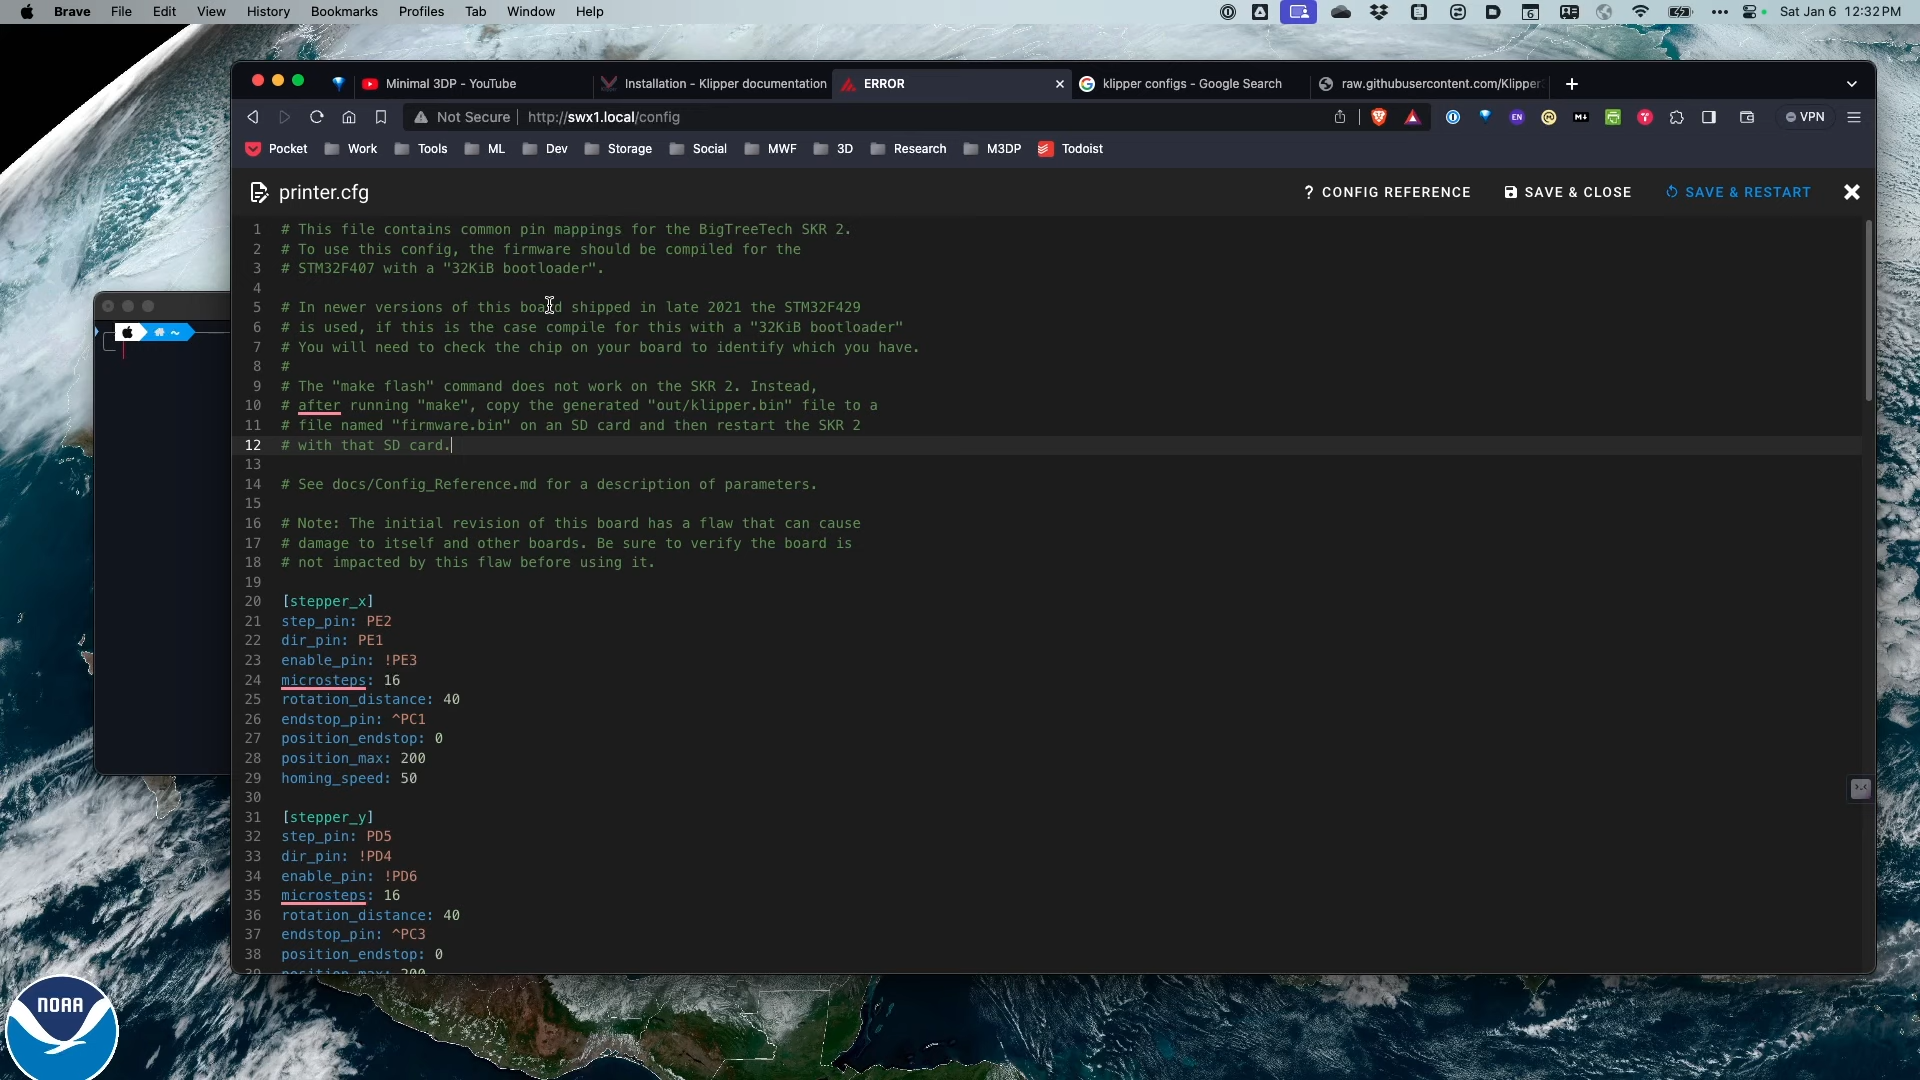 Brave File Edit View History Bookmarks Profiles Tab Window Help
6 Sat Jan 6 12:32 PM
Minimal 3DP - YouTube
Installation - Klipper documentation
ERROR
klipper configs - Google Search
raw.githubusercontent.com/Klipper
Not Secure http://swx1.local/config
EN
VPN
Pocket Work Tools ML Dev Storage Social MWF 3D Research M3DP Todoist
printer.cfg
? CONFIG REFERENCE SAVE & CLOSE SAVE & RESTART
1 # This file contains common pin mappings for the BigTreeTech SKR 2.
2 # To use this config, the firmware should be compiled for the
3 # STM32F407 with a "32KiB bootloader".
4
5 # In newer versions of this board shipped in late 2021 the STM32F429
6 # is used, if this is the case compile for this with a "32KiB bootloader"
7 # You will need to check the chip on your board to identify which you have.
8 #
9 # The "make flash" command does not work on the SKR 2. Instead,
10 # after running "make", copy the generated "out/klipper.bin" file to a
11 # file named "firmware.bin" on an SD card and then restart the SKR 2
12 # with that SD card.
13
14 # See docs/Config_Reference.md for a description of parameters.
15
16 # Note: The initial revision of this board has a flaw that can cause
17 # damage to itself and other boards. Be sure to verify the board is
18 # not impacted by this flaw before using it.
19
20 [stepper_x]
21 step_pin: PE2
22 dir_pin: PE1
23 enable_pin: !PE3
24 microsteps: 16
25 rotation_distance: 40
26 endstop_pin: ^PC1
27 position_endstop: 0
28 position_max: 200
29 homing_speed: 50
30
31 [stepper_y]
32 step_pin: PD5
33 dir_pin: !PD4
34 enable_pin: !PD6
35 microsteps: 16
36 rotation_distance: 40
37 endstop_pin: ^PC3
38 position_endstop: 0
39 position_max: 200
~
NOAA